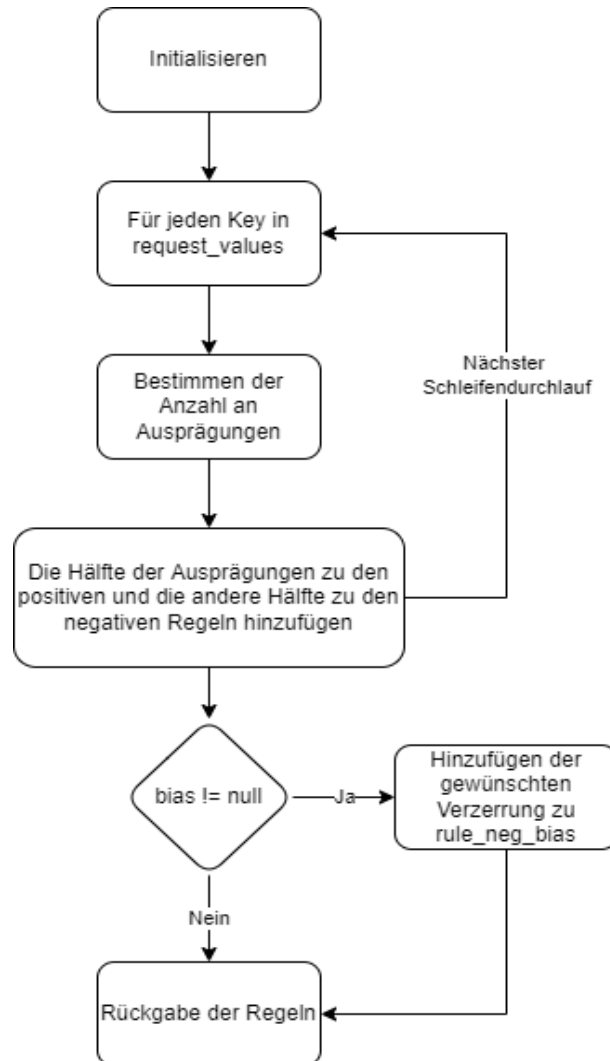 Initialisieren
Für jeden Key in
request_values
Nächster
Schleifendurchlauf
Bestimmen der
Anzahl an
Ausprägungen
Die Hälfte der Ausprägungen zu den
positiven und die andere Hälfte zu den
negativen Regeln hinzufügen
bias != null
Ja
Hinzufügen der
gewünschten
Verzerrung zu
rule_neg_bias
Nein
Rückgabe der Regeln